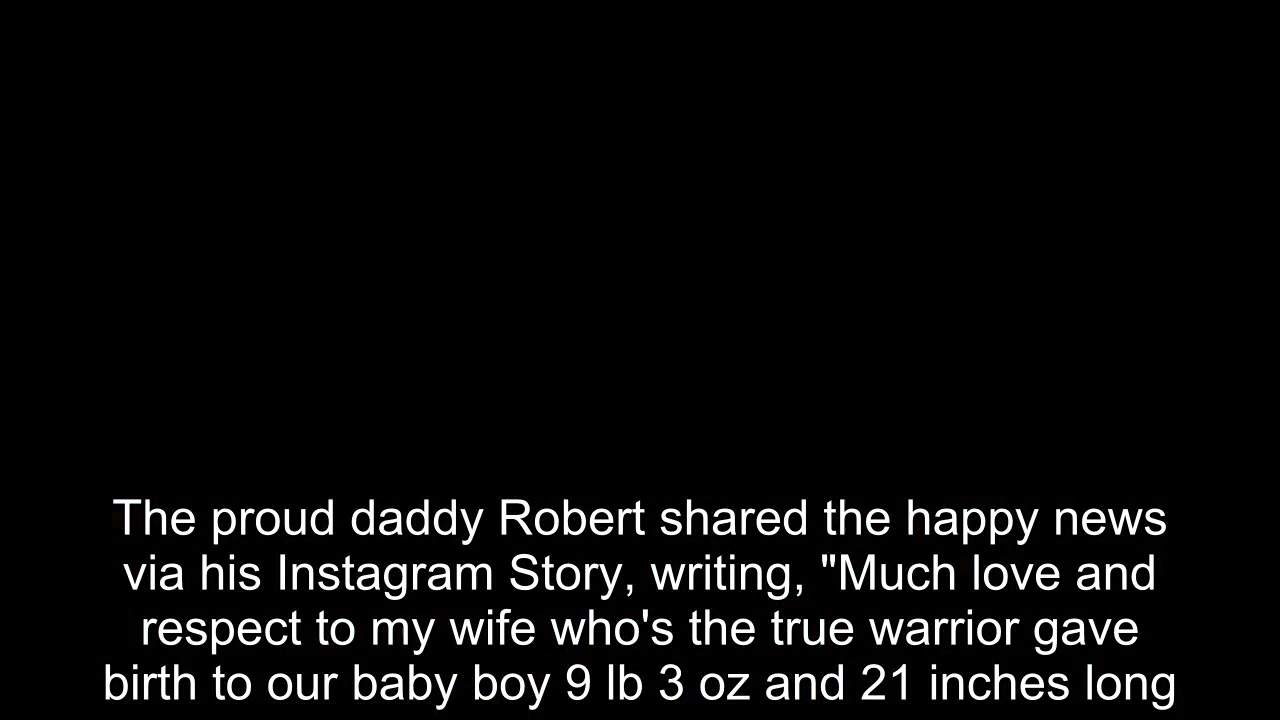 The proud daddy Robert shared the happy news
via his Instagram Story, writing, "Much love and
respect to my wife who's the true warrior gave
birth to our baby boy 9 lb 3 oz and 21 inches long